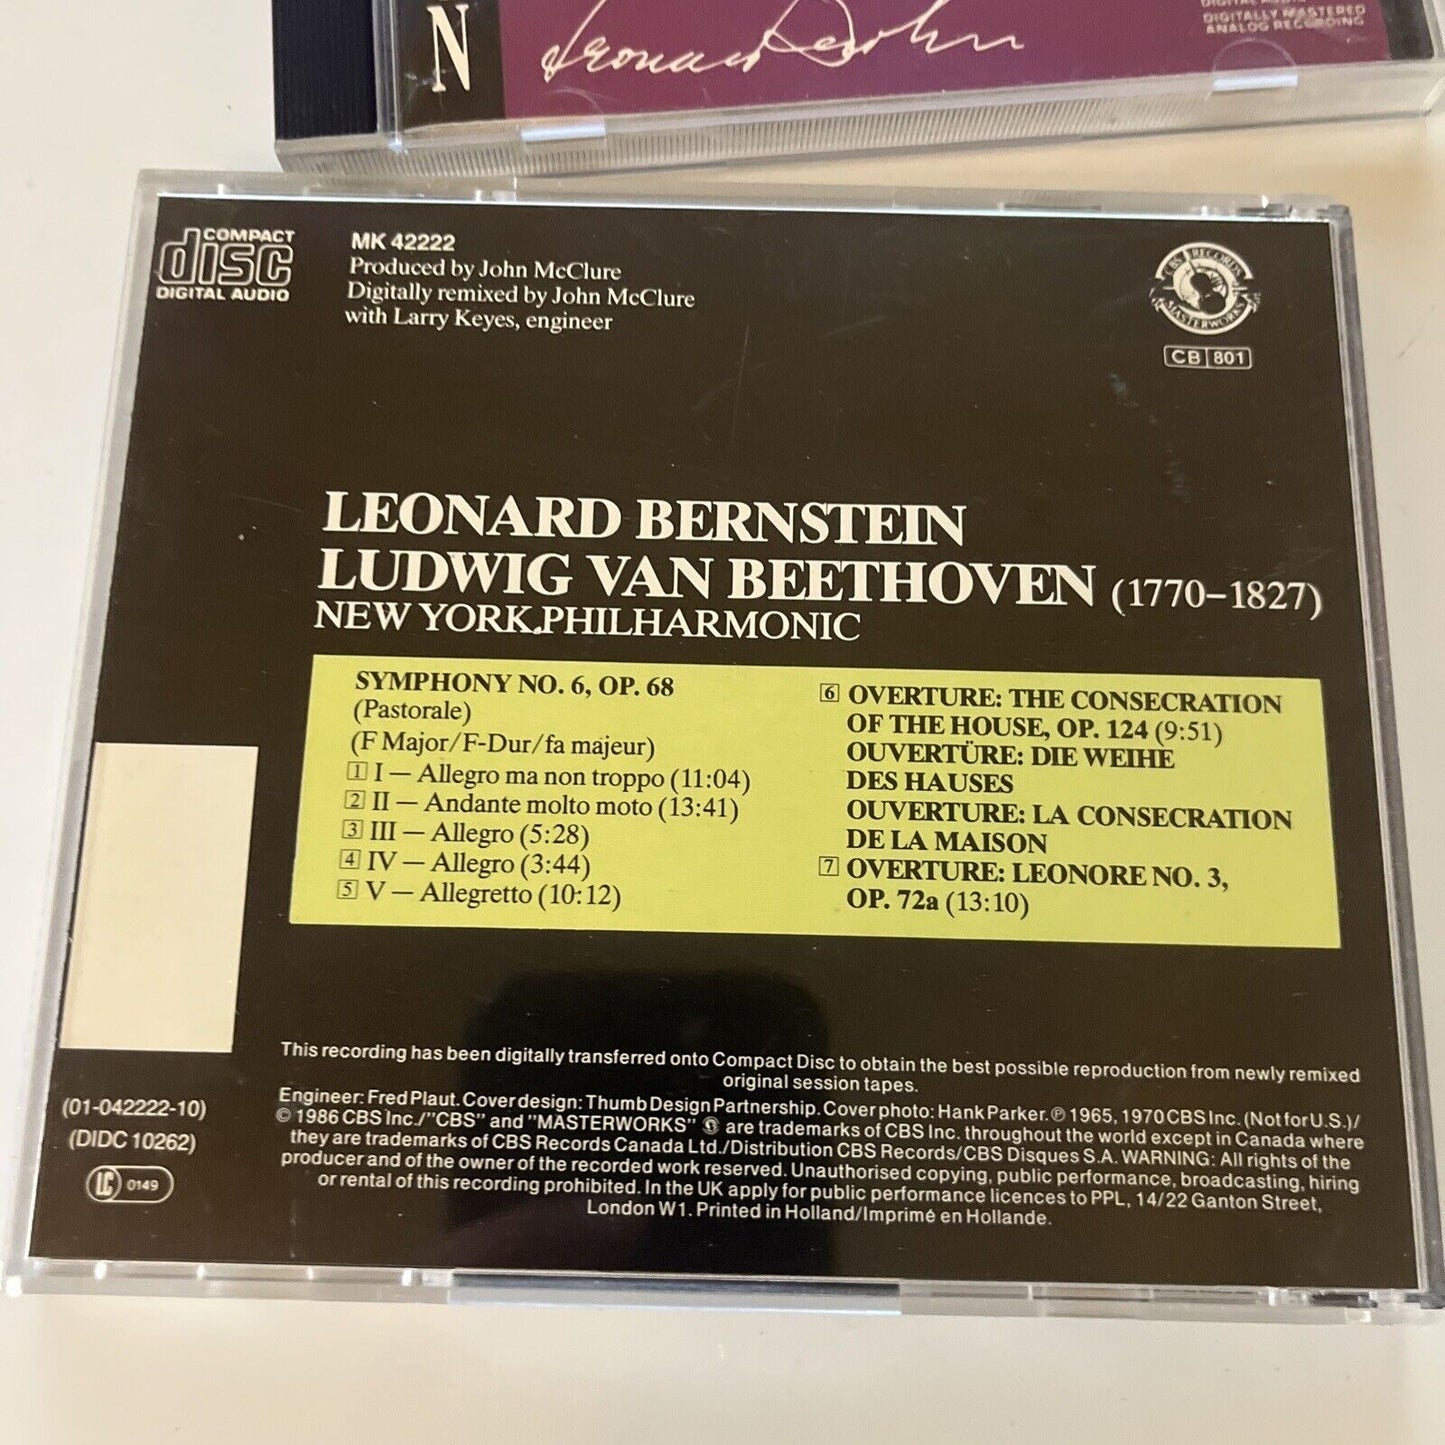 N
Leonard Bernstein
DIGITALLY MASTERED
ANALOG RECORDING
COMPACT
disc
DIGITAL AUDIO
MK 42222
Produced by John McClure
Digitally remixed by John McClure
with Larry Keyes, engineer
CBS RECORDS
MASTERWORKS
CB 801
LEONARD BERNSTEIN
LUDWIG VAN BEETHOVEN (1770–1827)
NEW YORK PHILHARMONIC
SYMPHONY NO. 6, OP. 68
(Pastorale)
(F Major/F-Dur/fa majeur)
1 I — Allegro ma non troppo (11:04)
2 II — Andante molto moto (13:41)
3 III — Allegro (5:28)
4 IV — Allegro (3:44)
5 V — Allegretto (10:12)
6 OVERTURE: THE CONSECRATION
OF THE HOUSE, OP. 124 (9:51)
OUVERTÜRE: DIE WEIHE
DES HAUSES
OUVERTURE: LA CONSECRATION
DE LA MAISON
7 OVERTURE: LEONORE NO. 3,
OP. 72a (13:10)
This recording has been digitally transferred onto Compact Disc to obtain the best possible reproduction from newly remixed
original session tapes.
Engineer: Fred Plaut. Cover design: Thumb Design Partnership. Cover photo: Hank Parker. ℗ 1965, 1970 CBS Inc. (Not for U.S.)/
© 1986 CBS Inc./"CBS" and "MASTERWORKS" are trademarks of CBS Inc. throughout the world except in Canada where
they are trademarks of CBS Records Canada Ltd./Distribution CBS Records/CBS Disques S.A. WARNING: All rights of the
producer and of the owner of the recorded work reserved. Unauthorised copying, public performance, broadcasting, hiring
or rental of this recording prohibited. In the UK apply for public performance licences to PPL, 14/22 Ganton Street,
London W1. Printed in Holland/Imprimé en Hollande.
(01-042222-10)
(DIDC 10262)
LC 0149